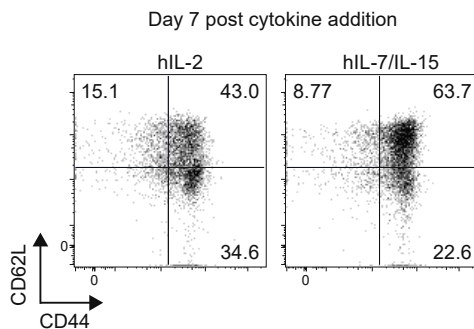 Day 7 post cytokine addition
hIL-2 hIL-7/IL-15
15.1 43.0 8.77 63.7
0 34.6 22.6
CD62L
0 0
CD44